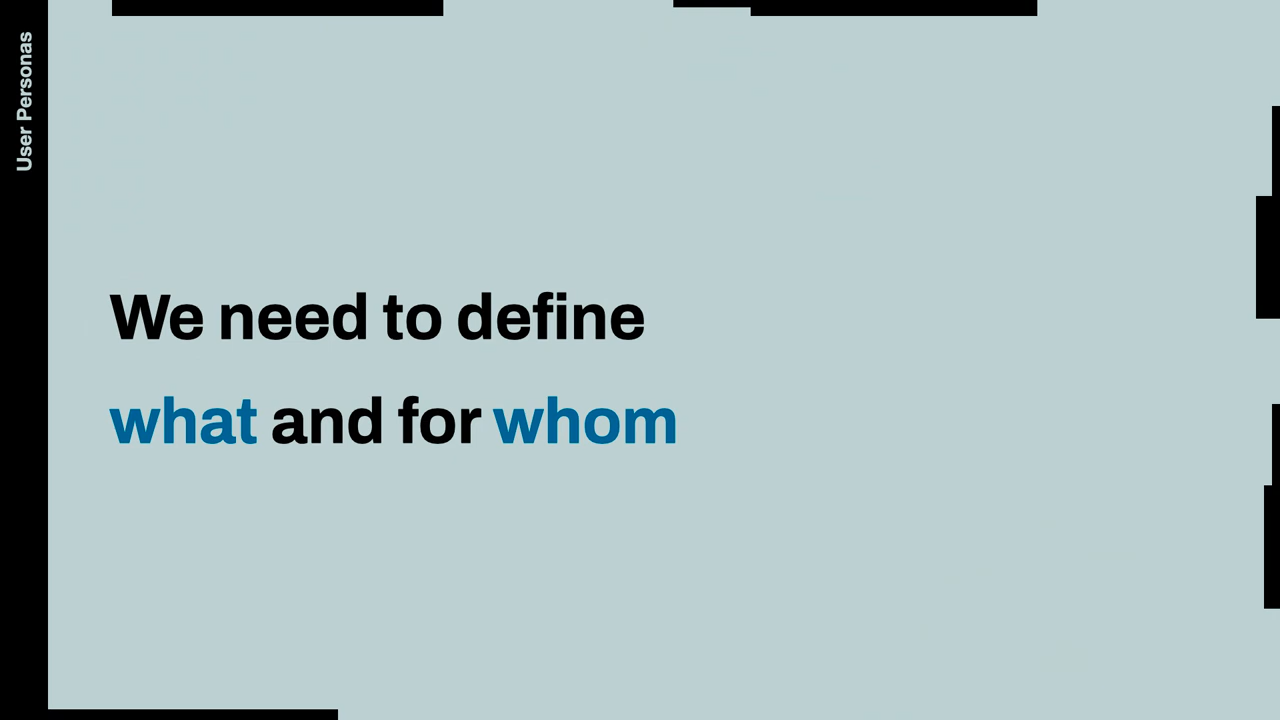 User Personas
We need to define
what and for whom